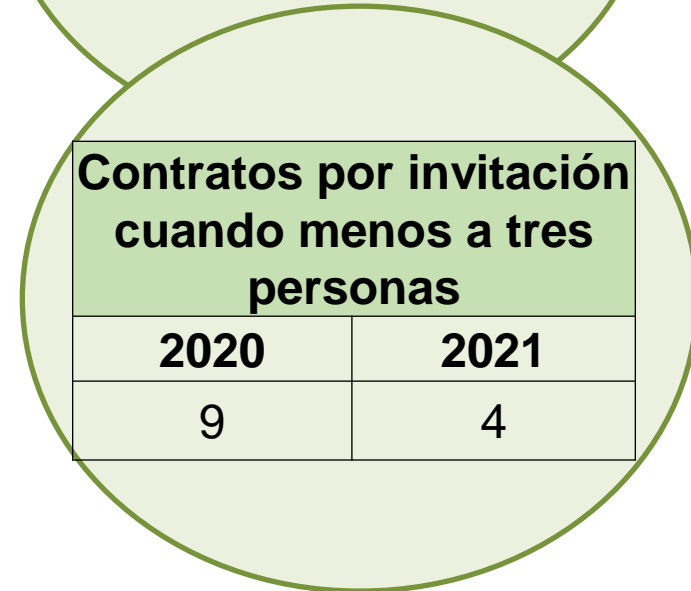 Contratos por invitación
cuando menos a tres
personas
2020 2021
9 4